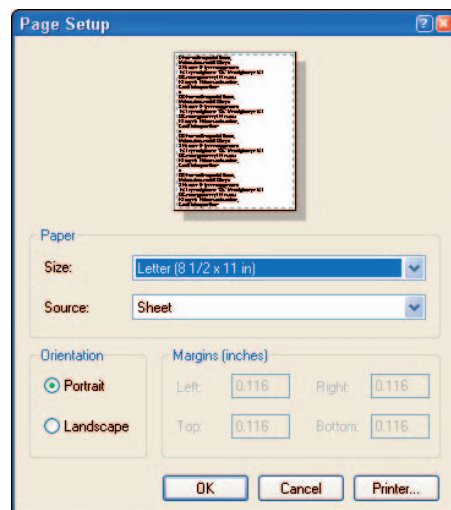 Page Setup
Paper
Size: Letter (8 1/2 x 11 in)
Source: Sheet
Orientation
Portrait
Landscape
Margins (inches)
Left: 0.116 Right: 0.116
Top: 0.116 Bottom: 0.116
OK Cancel Printer...